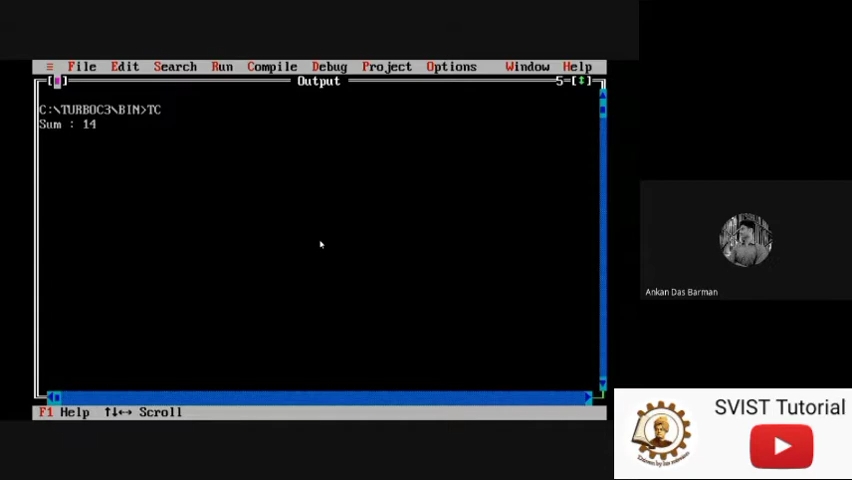 ≡ File Edit Search Run Compile Debug Project Options Window Help
Output 5
C:\TURBOC3\BIN>TC
Sum : 14
F1 Help ↑↓↔ Scroll
Ankan Das Barman
SVIST Tutorial